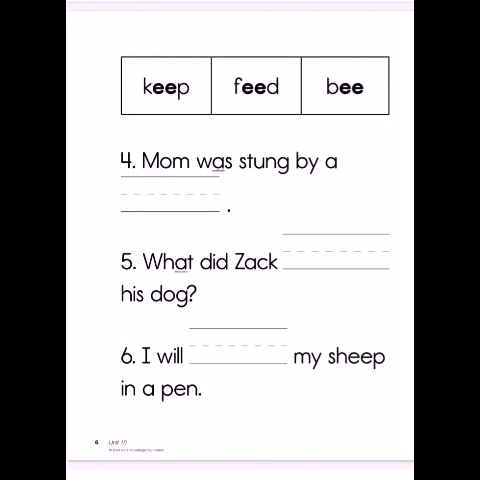 keep feed bee
4. Mom was stung by a
.
5. What did Zack
his dog?
6. I will my sheep
in a pen.
6 Unit 10